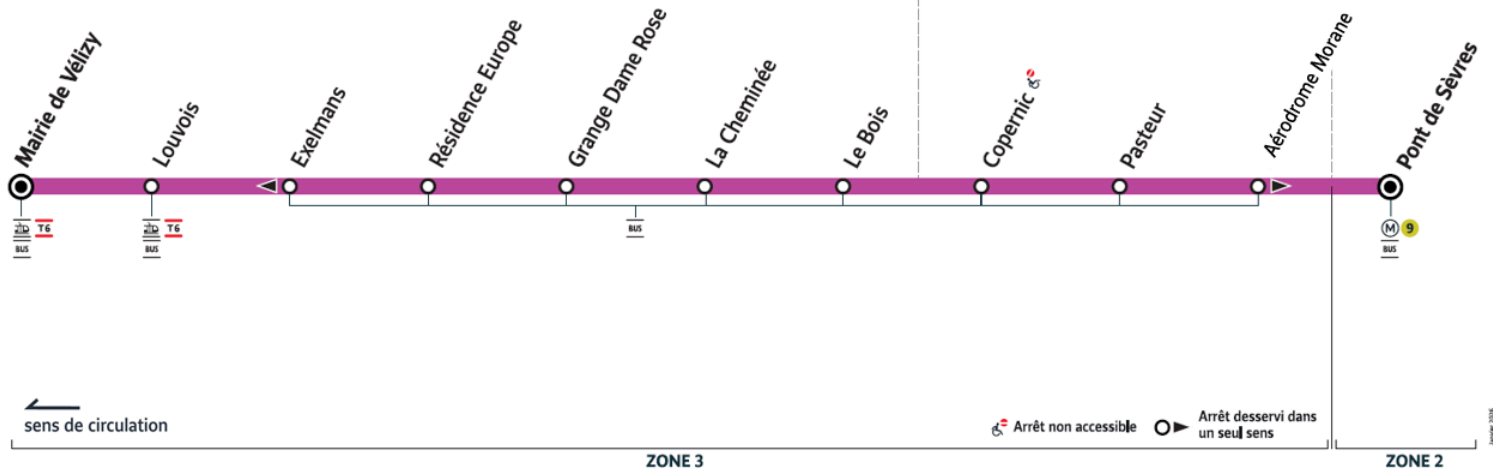 Mairie de Vélizy
Louvois
Exelmans
Résidence Europe
Grange Dame Rose
La Cheminée
Le Bois
Copernic
Pasteur
Aérodrome Morane
Pont de Sèvres
T6
BUS
T6
BUS
BUS
M 9
BUS
sens de circulation
Arrêt non accessible
Arrêt desservi dans
un seul sens
ZONE 3
ZONE 2
Janvier 2026